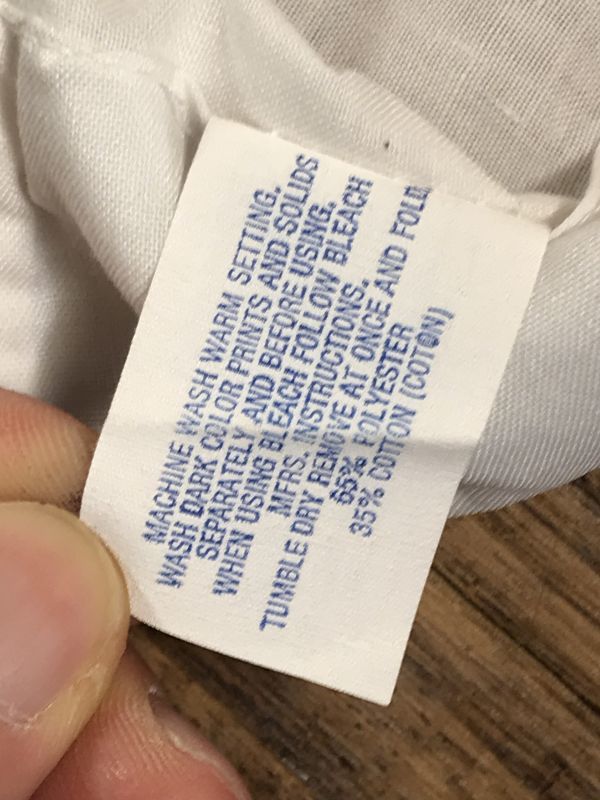 MACHINE WASH WARM SETTING.
WASH DARK COLOR PRINTS AND SOLIDS
SEPARATELY AND BEFORE USING.
WHEN USING BLEACH FOLLOW BLEACH
MFRS. INSTRUCTIONS.
TUMBLE DRY REMOVE AT ONCE AND FOLD
65% POLYESTER
35% COTTON (COTON)